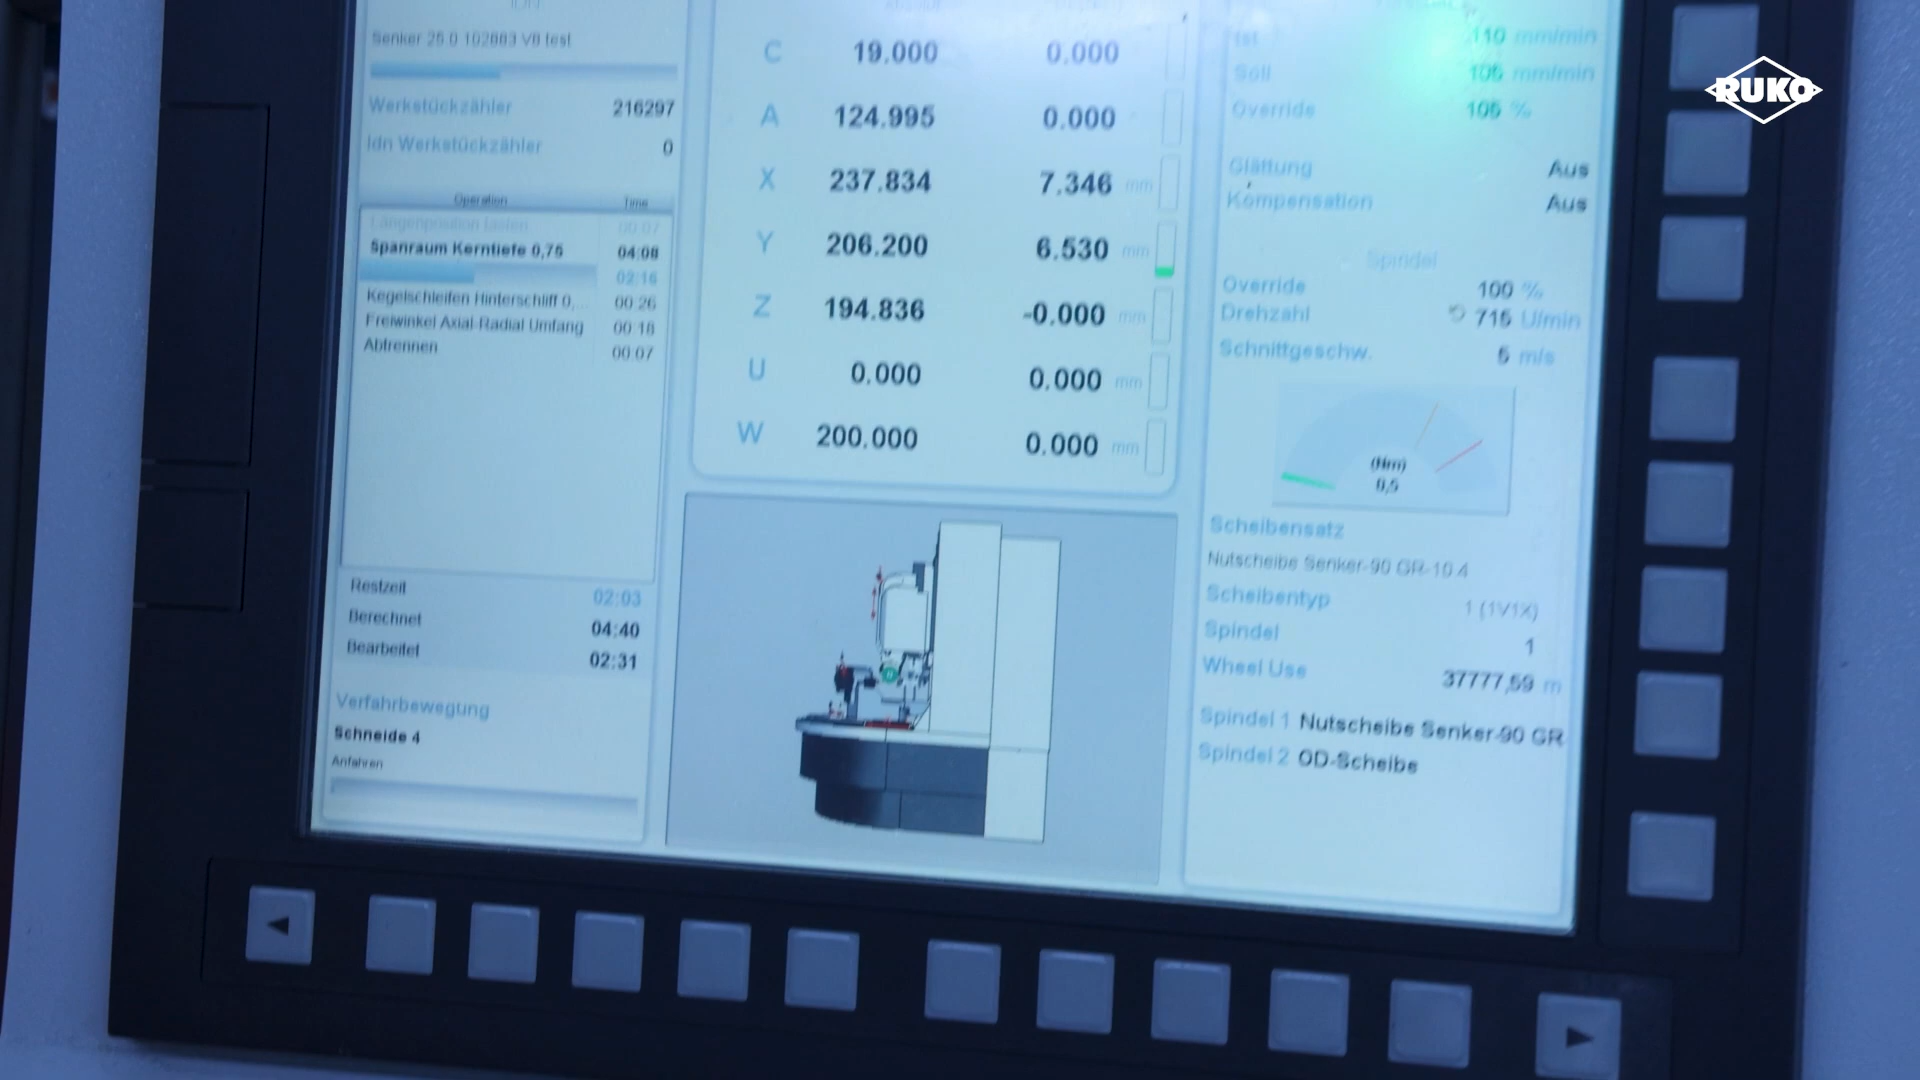 Senker 25.0 102883 V8 test
Werkstückzähler 216297
Idn Werkstückzähler 0
Operation Time
Längenposition tasten 00:07
Spanraum Kerntiefe 0,75 04:08
02:16
Kegelschleifen Hinterschliff 0,... 00:26
Freiwinkel Axial-Radial Umfang 00:18
Abtrennen 00:07
Restzeit 02:03
Berechnet 04:40
Bearbeitet 02:31
Verfahrbewegung
Schneide 4
Anfahren
C 19.000 0.000
A 124.995 0.000
X 237.834 7.346 mm
Y 206.200 6.530 mm
Z 194.836 -0.000 mm
U 0.000 0.000 mm
W 200.000 0.000 mm
Ist 110 mm/min
Soll 105 mm/min
Override 105 %
Glättung Aus
Kompensation Aus
Spindel
Override 100 %
Drehzahl 715 U/min
Schnittgeschw. 5 m/s
(Nm)
0,5
Scheibensatz
Nutscheibe Senker-90 GR-10 4
Scheibentyp 1 (1V1X)
Spindel 1
Wheel Use 37777,59 m
Spindel 1 Nutscheibe Senker-90 GR
Spindel 2 OD-Scheibe
RUKO